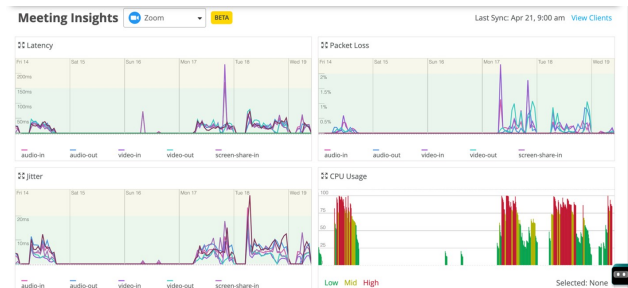 Meeting Insights Zoom BETA Last Sync: Apr 21, 9:00 am View Clients
Latency
Fri 14 Sat 15 Sun 16 Mon 17 Tue 18 Wed 19
200ms
150ms
100ms
50ms
audio-in audio-out video-in video-out screen-share-in
Packet Loss
Fri 14 Sat 15 Sun 16 Mon 17 Tue 18 Wed 19
2%
1.5%
1%
0.5%
audio-in audio-out video-in video-out screen-share-in
Jitter
Fri 14 Sat 15 Sun 16 Mon 17 Tue 18 Wed 19
20ms
10ms
audio-in audio-out video-in video-out screen-share-in
CPU Usage
100
75
50
25
Low Mid High Selected: None